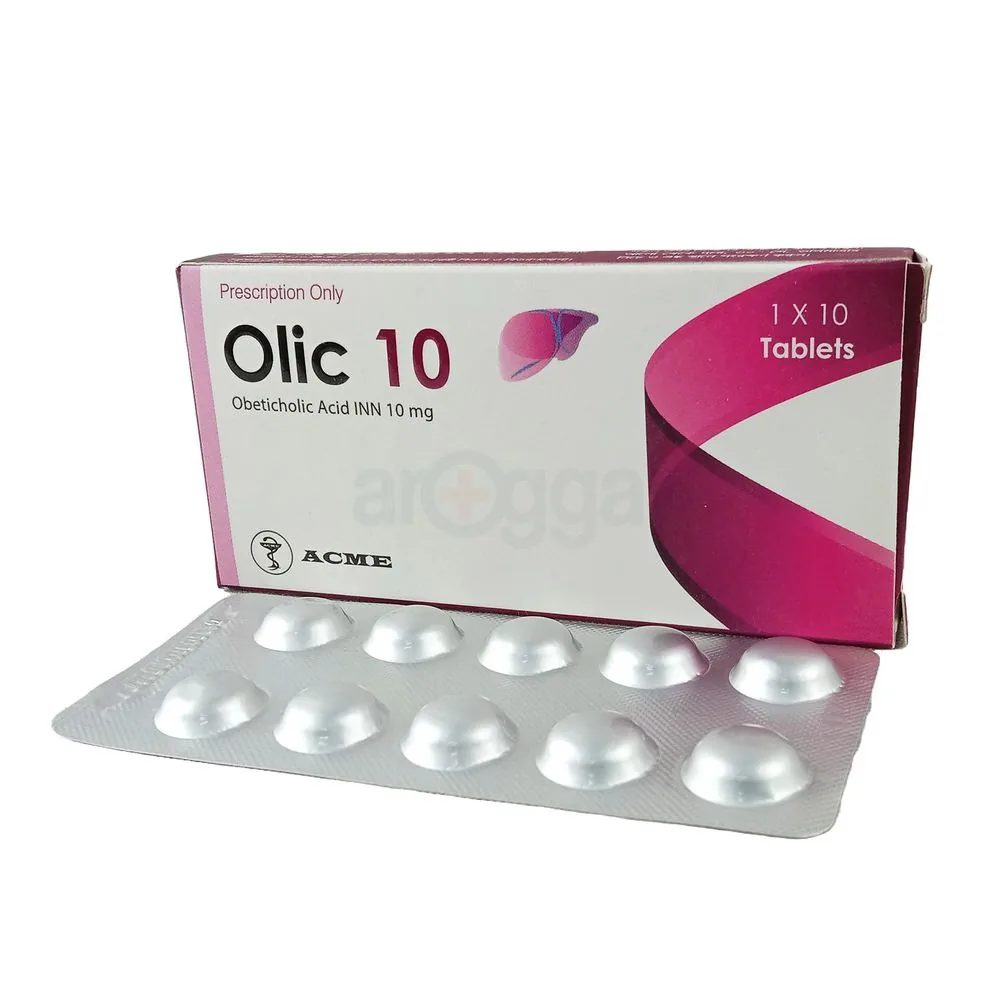 Prescription Only
Olic 10
Obeticholic Acid INN 10 mg
1 X 10
Tablets
arogga
ACME